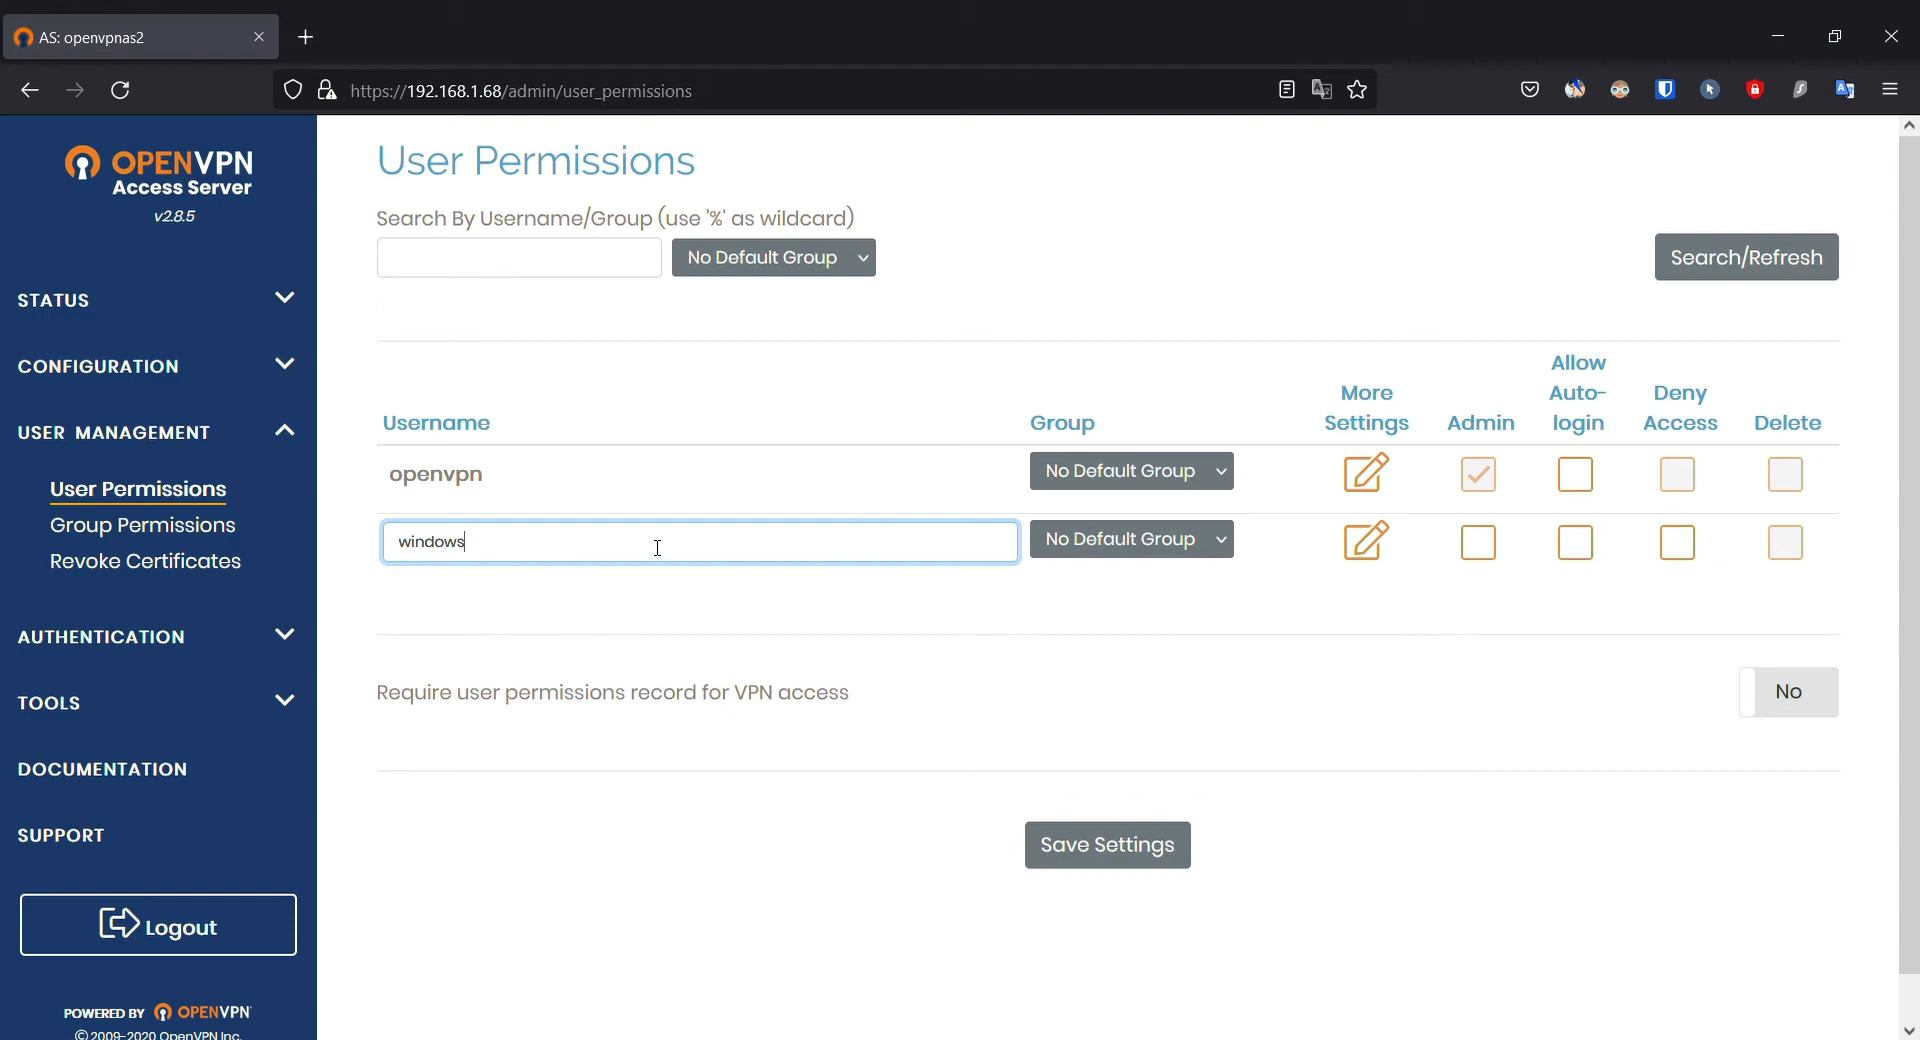 AS: openvpnas2
https://192.168.1.68/admin/user_permissions
OPENVPN
Access Server
v2.8.5
STATUS
CONFIGURATION
USER MANAGEMENT
User Permissions
Group Permissions
Revoke Certificates
AUTHENTICATION
TOOLS
DOCUMENTATION
SUPPORT
Logout
POWERED BY OPENVPN
©2009-2020 OpenVPN Inc.
User Permissions
Search By Username/Group (use '%' as wildcard)
No Default Group
Search/Refresh
Username
Group
More
Settings
Admin
Allow
Auto-
login
Deny
Access
Delete
openvpn
No Default Group
windows
No Default Group
Require user permissions record for VPN access
No
Save Settings